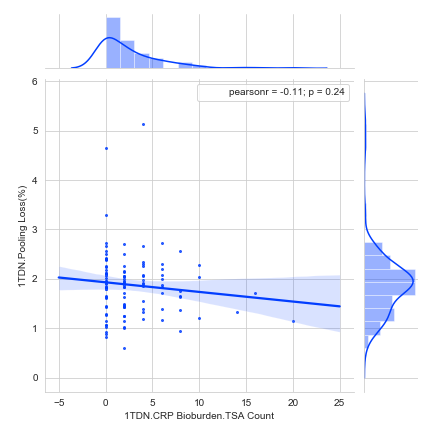 pearsonr = -0.11; p = 0.24
6
5
4
3
2
1
0
1TDN.Pooling Loss(%)
−5 0 5 10 15 20 25
1TDN.CRP Bioburden.TSA Count